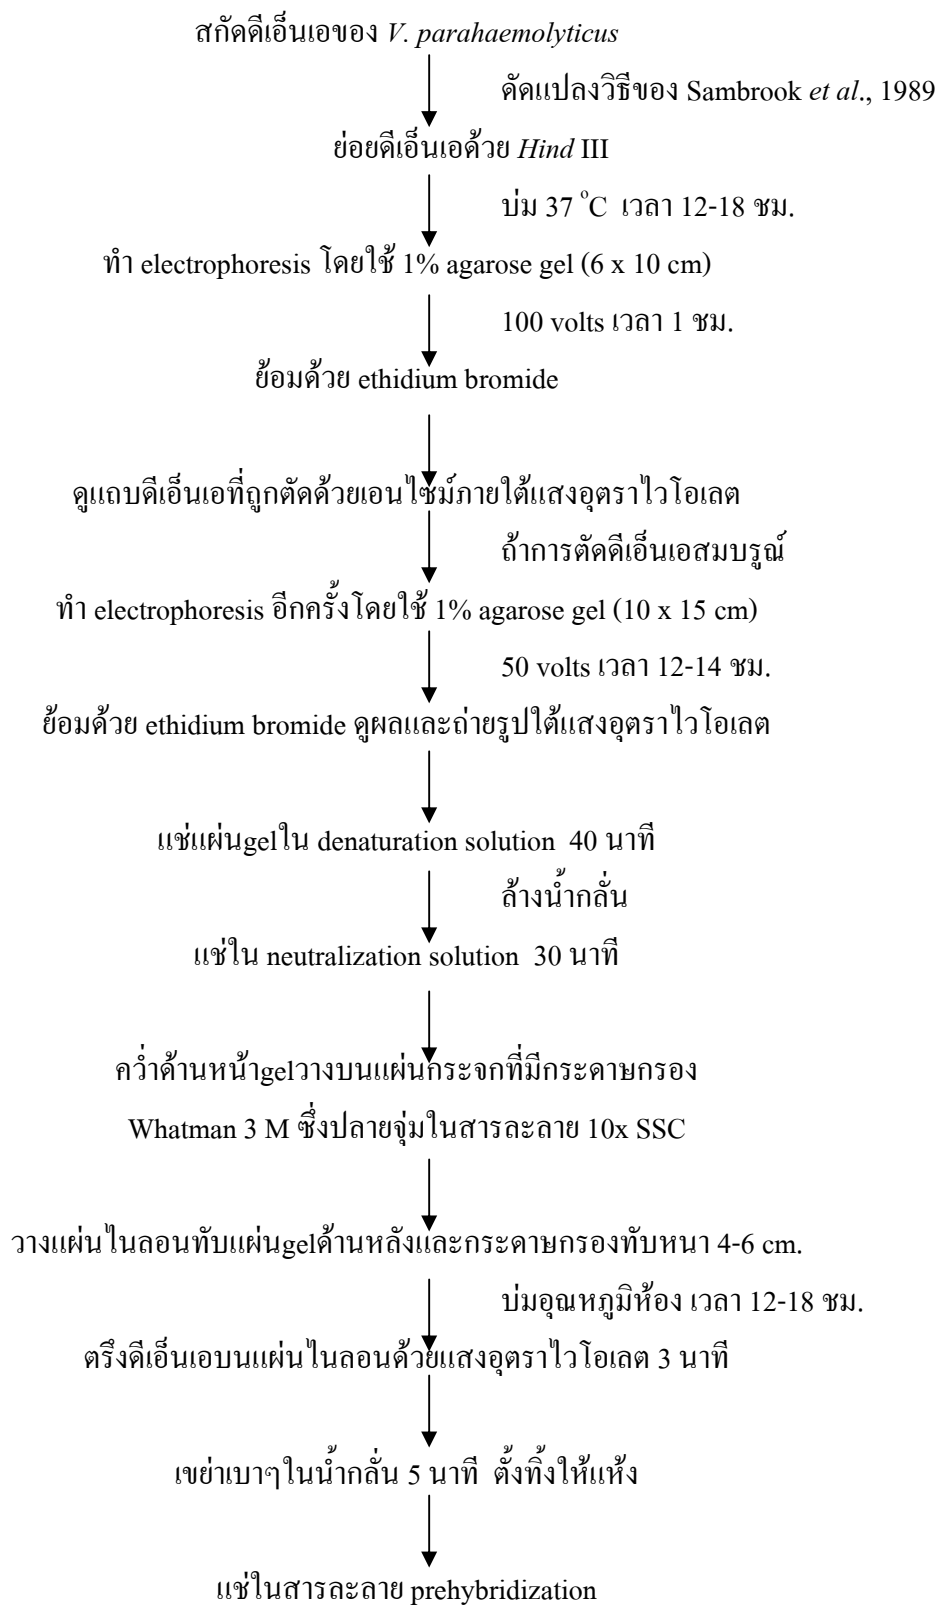 สกัดดีเอ็นเอของ V. parahaemolyticus
ดัดแปลงวิธีของ Sambrook et al., 1989
ย่อยดีเอ็นเอด้วย Hind III
บ่ม 37 °C เวลา 12-18 ชม.
ทำ electrophoresis โดยใช้ 1% agarose gel (6 x 10 cm)
100 volts เวลา 1 ชม.
ย้อมด้วย ethidium bromide
ดูแถบดีเอ็นเอที่ถูกตัดด้วยเอนไซม์ภายใต้แสงอุตราไวโอเลต
ถ้าการตัดดีเอ็นเอสมบรูณ์
ทำ electrophoresis อีกครั้งโดยใช้ 1% agarose gel (10 x 15 cm)
50 volts เวลา 12-14 ชม.
ย้อมด้วย ethidium bromide ดูผลและถ่ายรูปใต้แสงอุตราไวโอเลต
แช่แผ่นgelใน denaturation solution 40 นาที
ล้างน้ำกลั่น
แช่ใน neutralization solution 30 นาที
คว่ำด้านหน้าgelวางบนแผ่นกระจกที่มีกระดาษกรอง
Whatman 3 M ซึ่งปลายจุ่มในสารละลาย 10x SSC
วางแผ่นไนลอนทับแผ่นgelด้านหลังและกระดาษกรองทับหนา 4-6 cm.
บ่มอุณหภูมิห้อง เวลา 12-18 ชม.
ตรึงดีเอ็นเอบนแผ่นไนลอนด้วยแสงอุตราไวโอเลต 3 นาที
เขย่าเบาๆในน้ำกลั่น 5 นาที ตั้งทิ้งให้แห้ง
แช่ในสารละลาย prehybridization